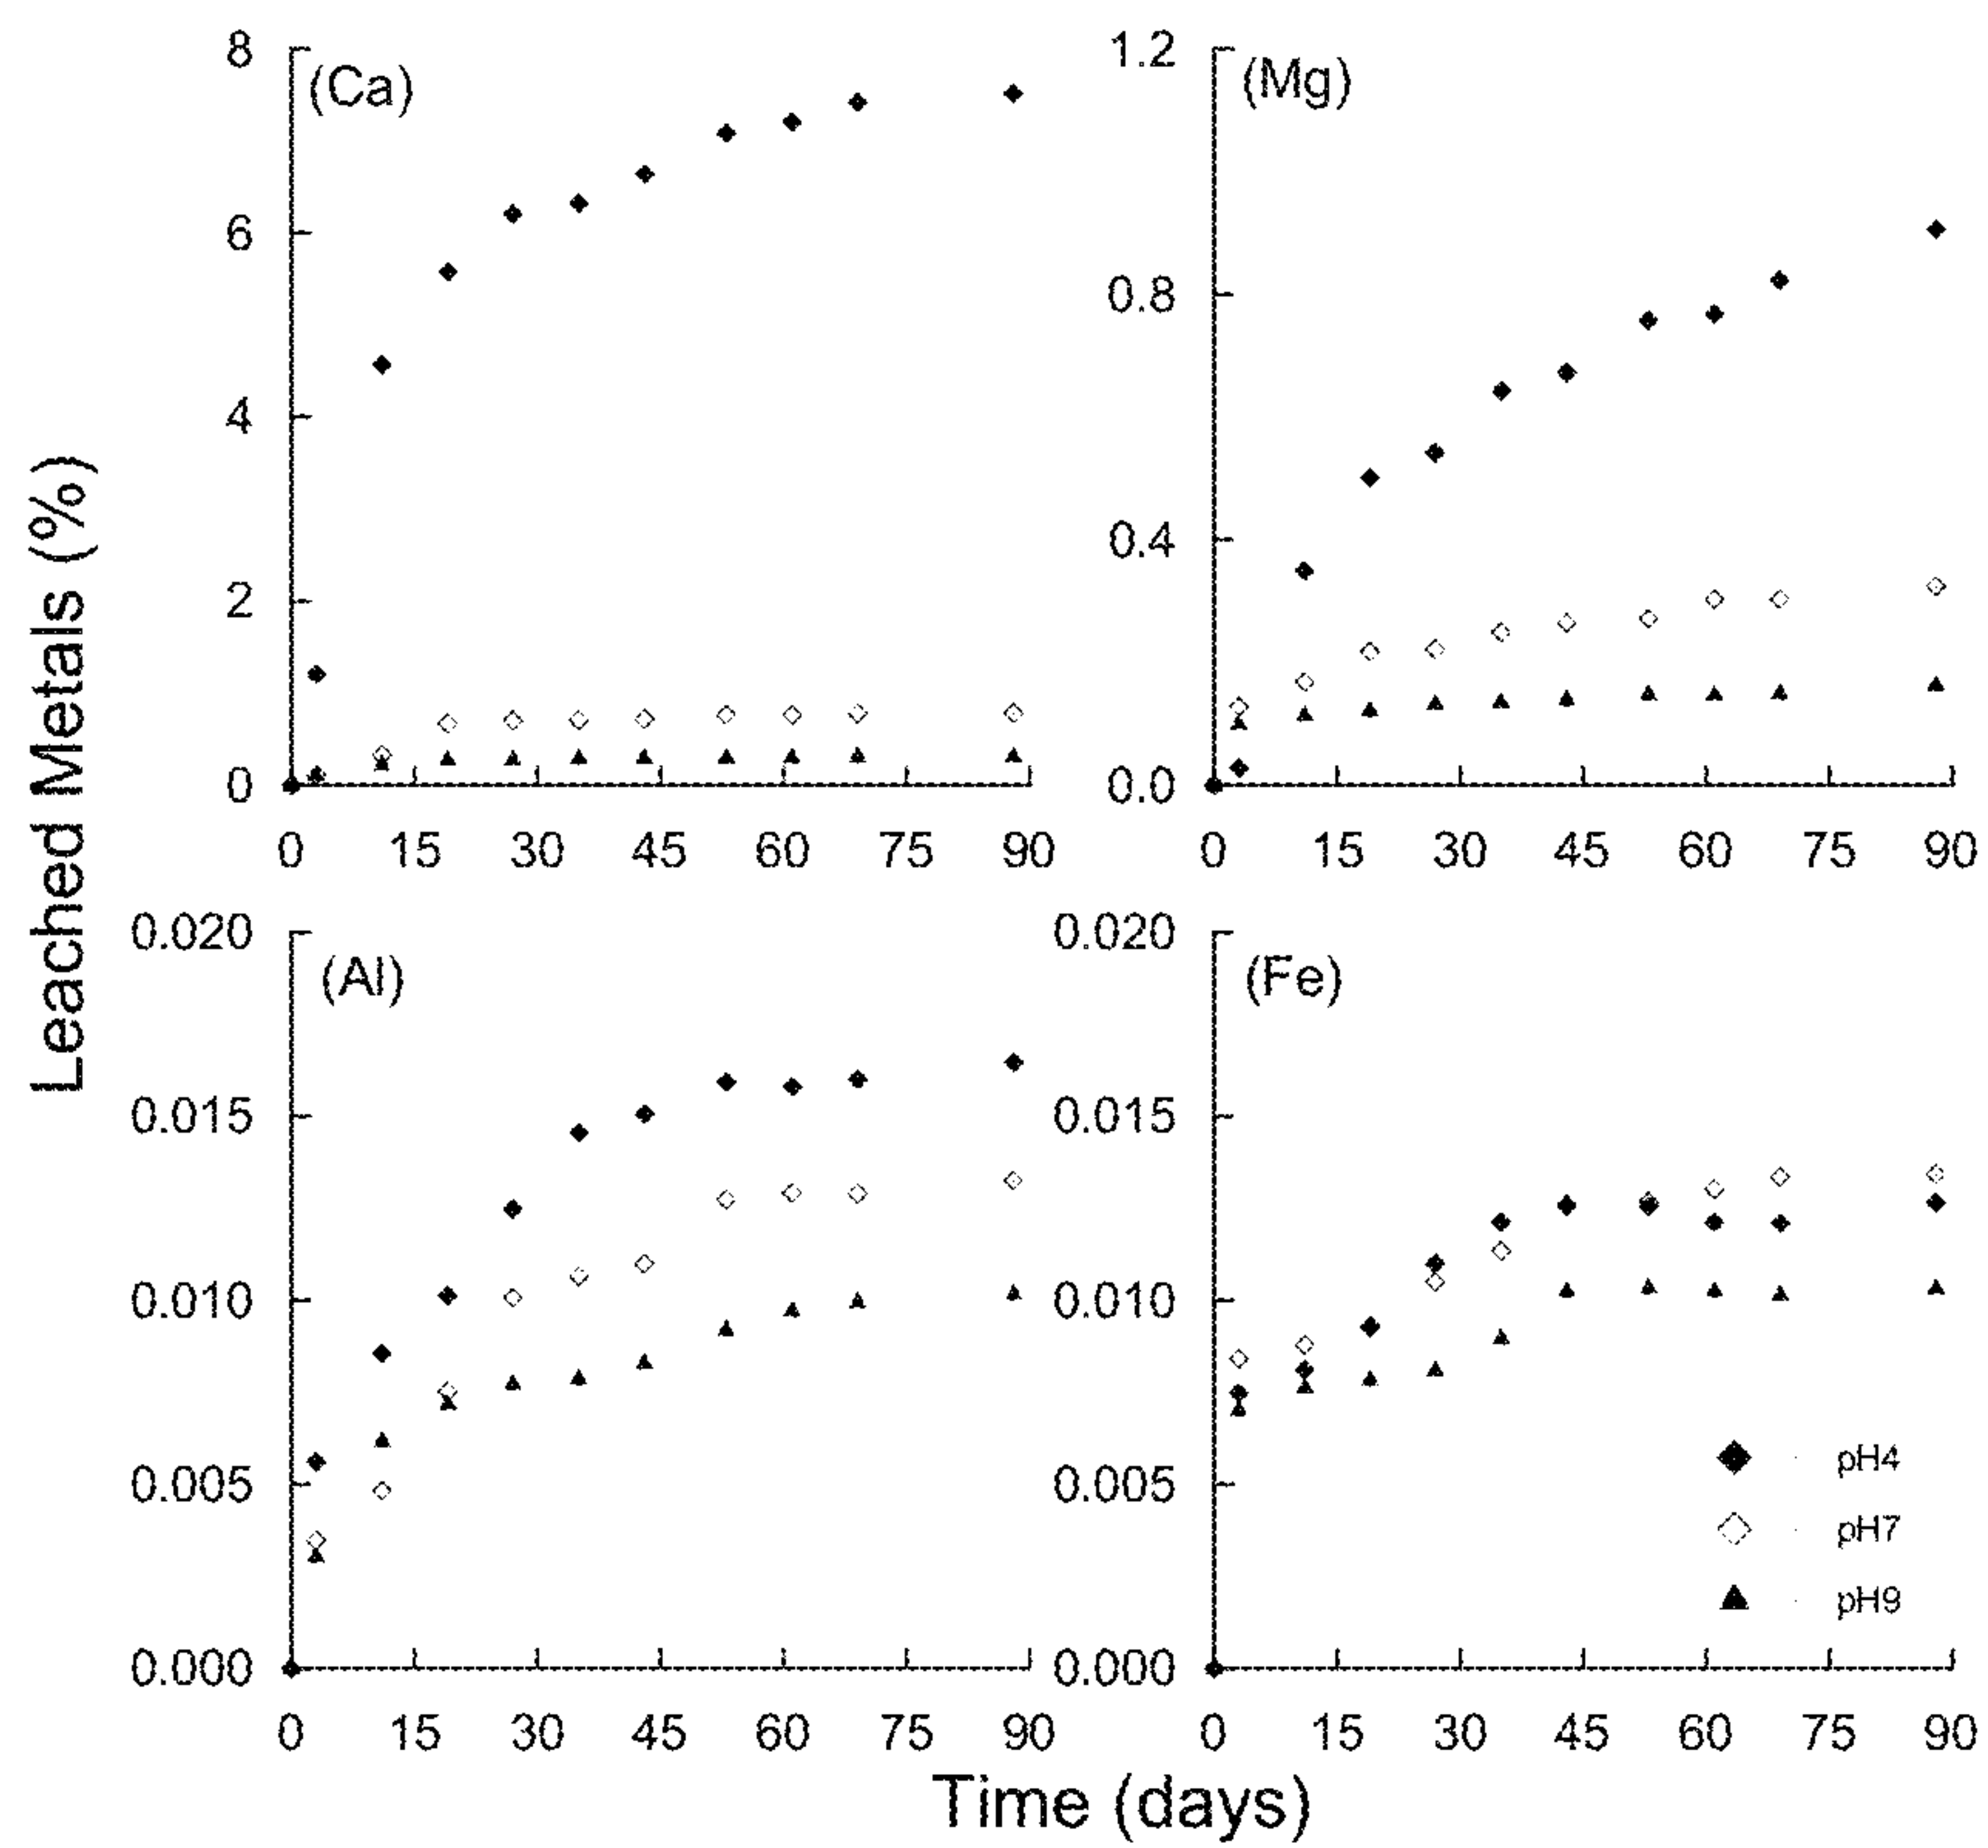 Leached Metals (%)
(Ca)
8
6
4
2
0
0 15 30 45 60 75 90
(Mg)
1.2
0.8
0.4
0.0
0 15 30 45 60 75 90
(Al)
0.020
0.015
0.010
0.005
0.000
0 15 30 45 60 75 90
(Fe)
0.020
0.015
0.010
0.005
0.000
0 15 30 45 60 75 90
pH4
pH7
pH9
Time (days)